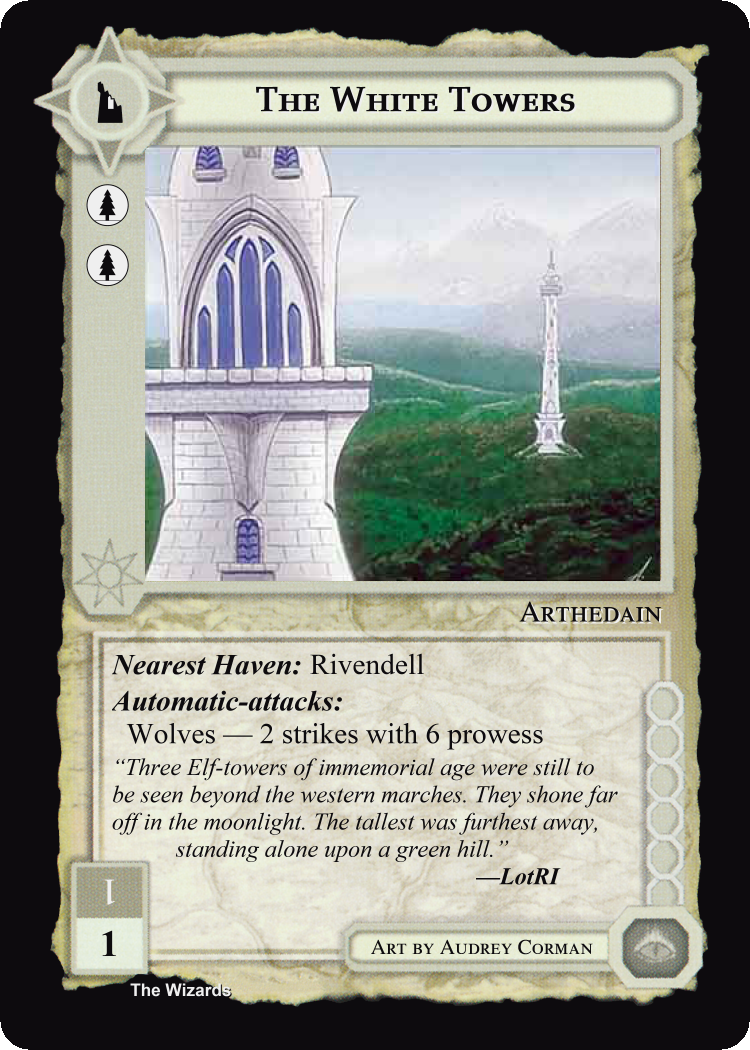 The White Towers
Arthedain
Nearest Haven: Rivendell
Automatic-attacks:
Wolves — 2 strikes with 6 prowess
“Three Elf-towers of immemorial age were still to
be seen beyond the western marches. They shone far
off in the moonlight. The tallest was furthest away,
standing alone upon a green hill.”
—LotRI
1
1
Art by Audrey Corman
The Wizards